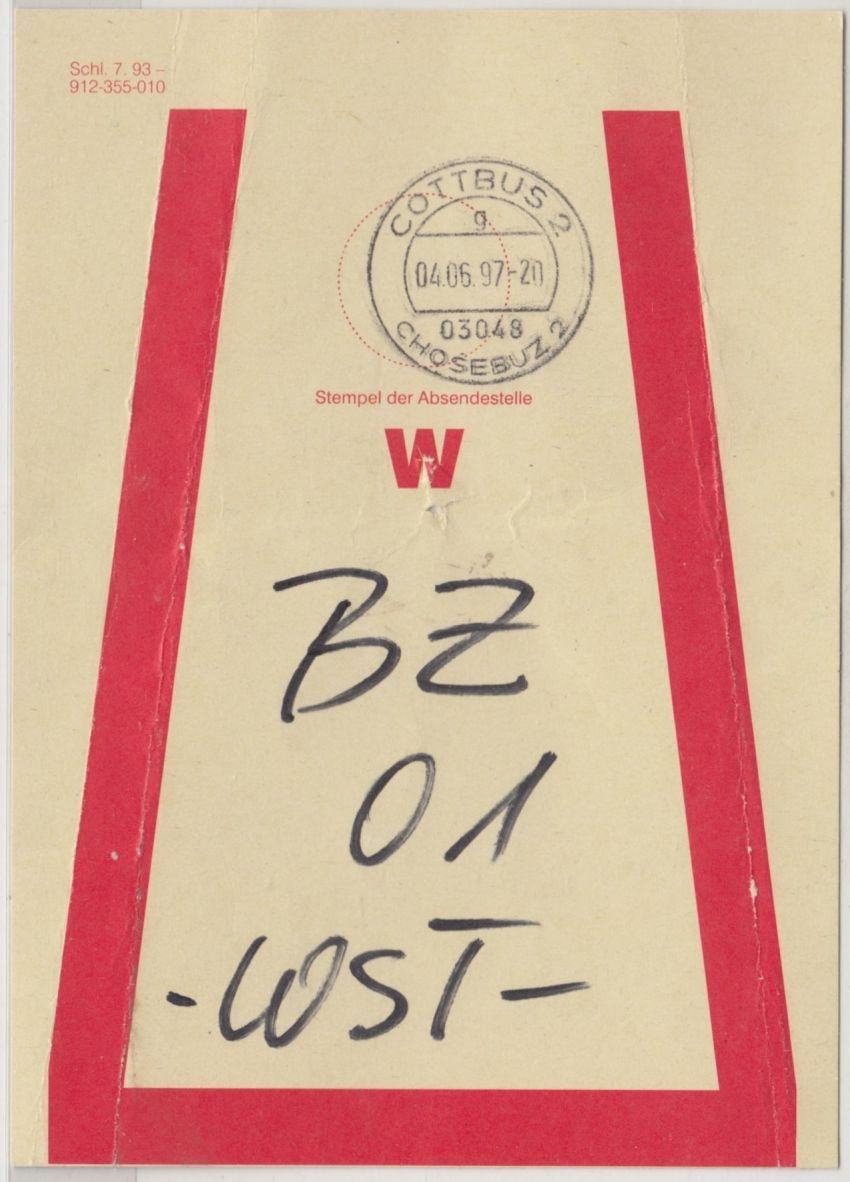 Schl. 7. 93 –
912-355-010
COTTBUS 2
g
04.06.97-20
03048
CHOŚEBUZ 2
Stempel der Absendestelle
W
BZ
01
-WST-